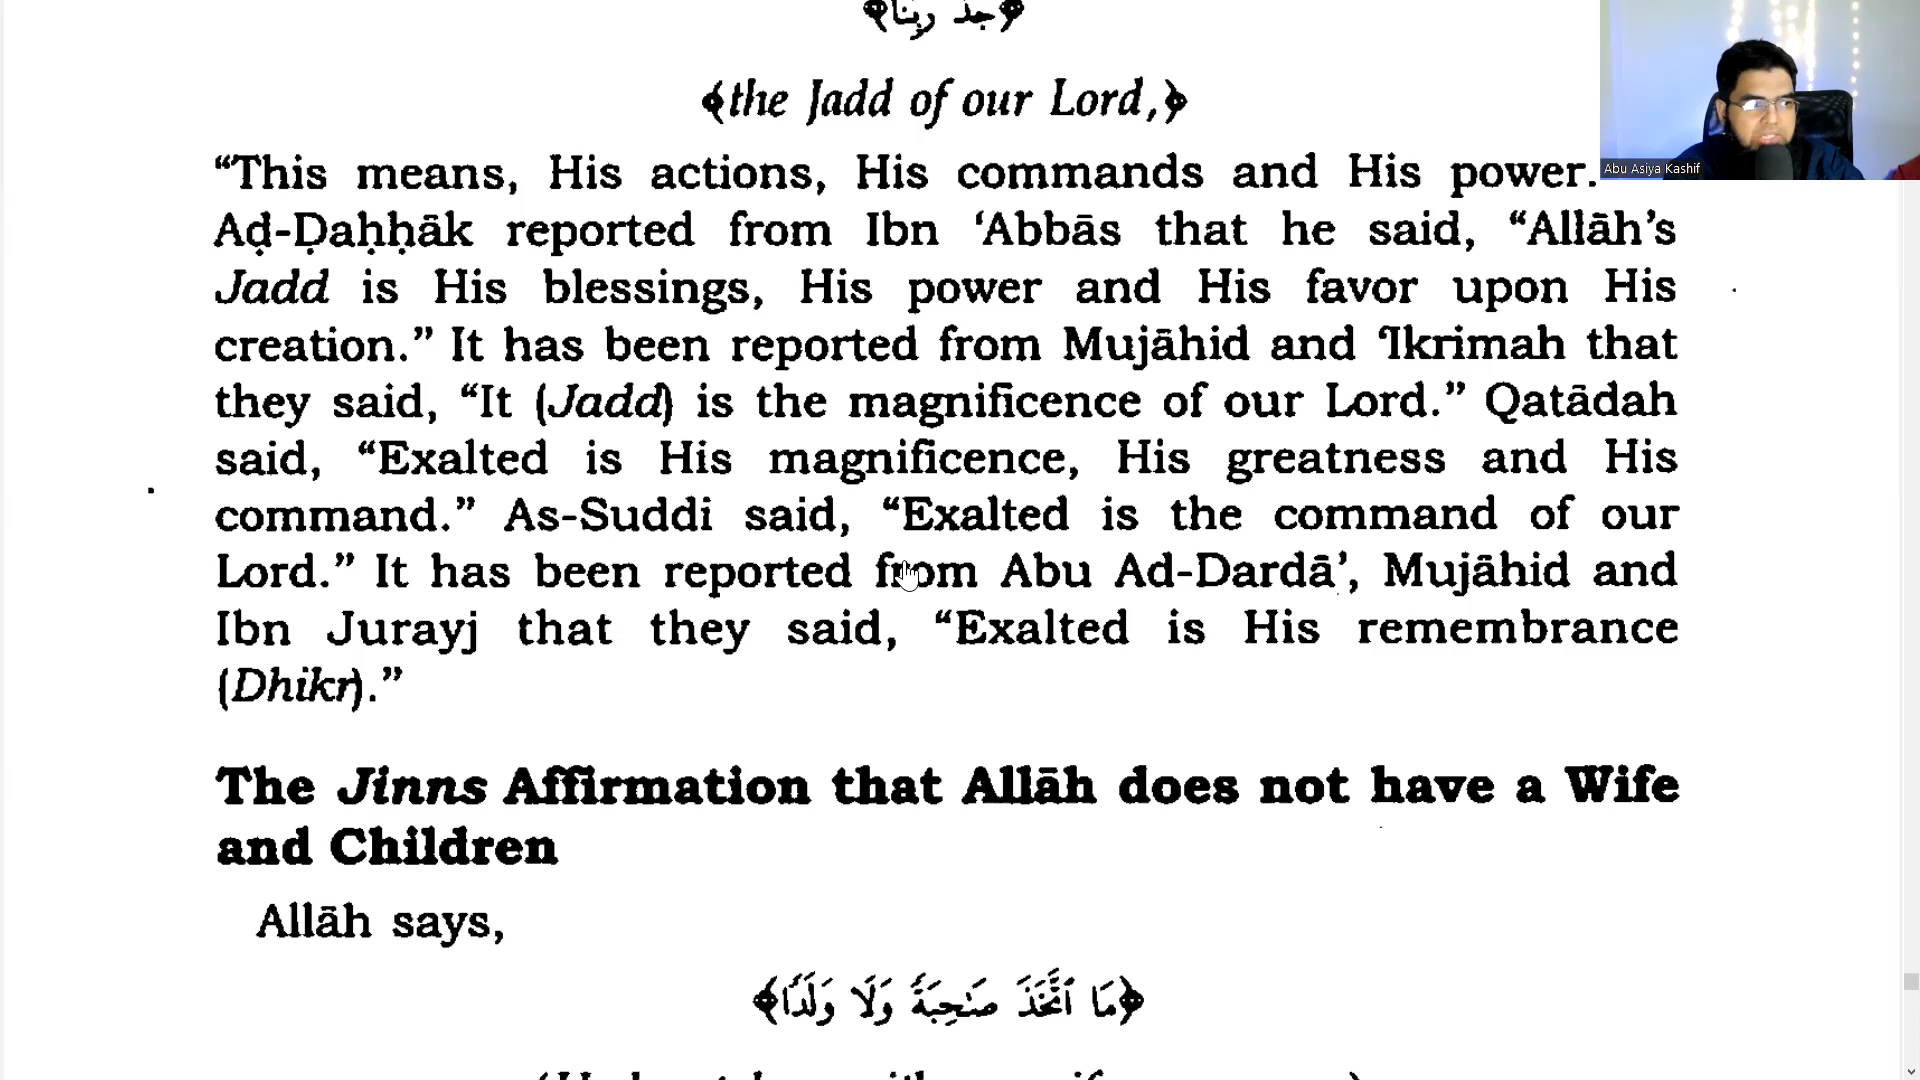 ﴿جَدُّ رَبِّنَا﴾
﴿the Jadd of our Lord,﴾
“This means, His actions, His commands and His power.
Aḍ-Ḍaḥḥāk reported from Ibn ‘Abbās that he said, “Allāh’s
Jadd is His blessings, His power and His favor upon His
creation.” It has been reported from Mujāhid and ‘Ikrimah that
they said, “It (Jadd) is the magnificence of our Lord.” Qatādah
said, “Exalted is His magnificence, His greatness and His
command.” As-Suddi said, “Exalted is the command of our
Lord.” It has been reported from Abu Ad-Dardā’, Mujāhid and
Ibn Jurayj that they said, “Exalted is His remembrance
(Dhikr).”
The Jinns Affirmation that Allāh does not have a Wife
and Children
Allāh says,
﴿مَا ٱتَّخَذَ صَـٰحِبَةً وَلَا وَلَدًا﴾
Abu Asiya Kashif